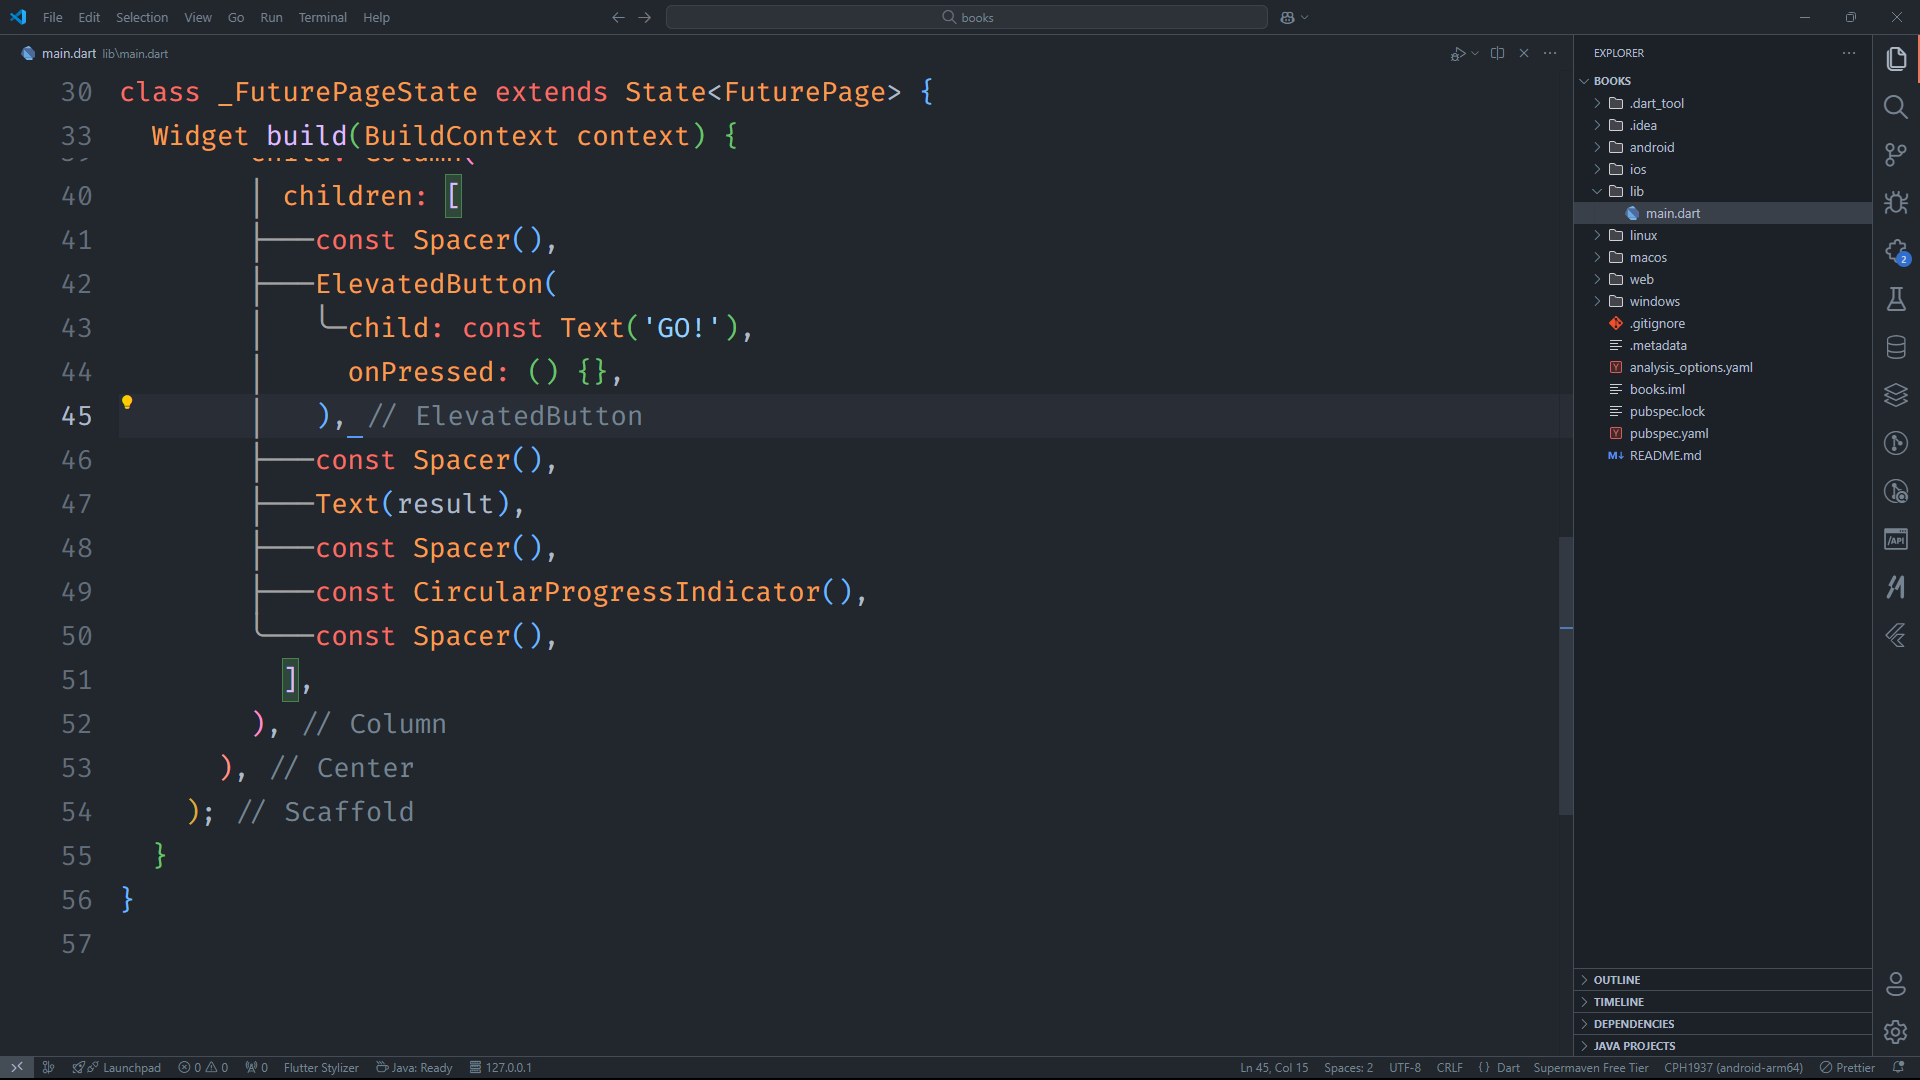 File Edit Selection View Go Run Terminal Help
books
main.dart lib\main.dart
30 class _FuturePageState extends State<FuturePage> {
33 Widget build(BuildContext context) {
39 child: Column(
40 children: [
41 const Spacer(),
42 ElevatedButton(
43 child: const Text('GO!'),
44 onPressed: () {},
45 ), // ElevatedButton
46 const Spacer(),
47 Text(result),
48 const Spacer(),
49 const CircularProgressIndicator(),
50 const Spacer(),
51 ],
52 ), // Column
53 ), // Center
54 ); // Scaffold
55 }
56 }
57
EXPLORER
BOOKS
.dart_tool
.idea
android
ios
lib
main.dart
linux
macos
web
windows
.gitignore
.metadata
Y analysis_options.yaml
books.iml
pubspec.lock
Y pubspec.yaml
M↓ README.md
OUTLINE
TIMELINE
DEPENDENCIES
JAVA PROJECTS
2
/API
Launchpad 0 0 0 Flutter Stylizer Java: Ready 127.0.0.1
Ln 45, Col 15 Spaces: 2 UTF-8 CRLF {} Dart Supermaven Free Tier CPH1937 (android-arm64) Prettier